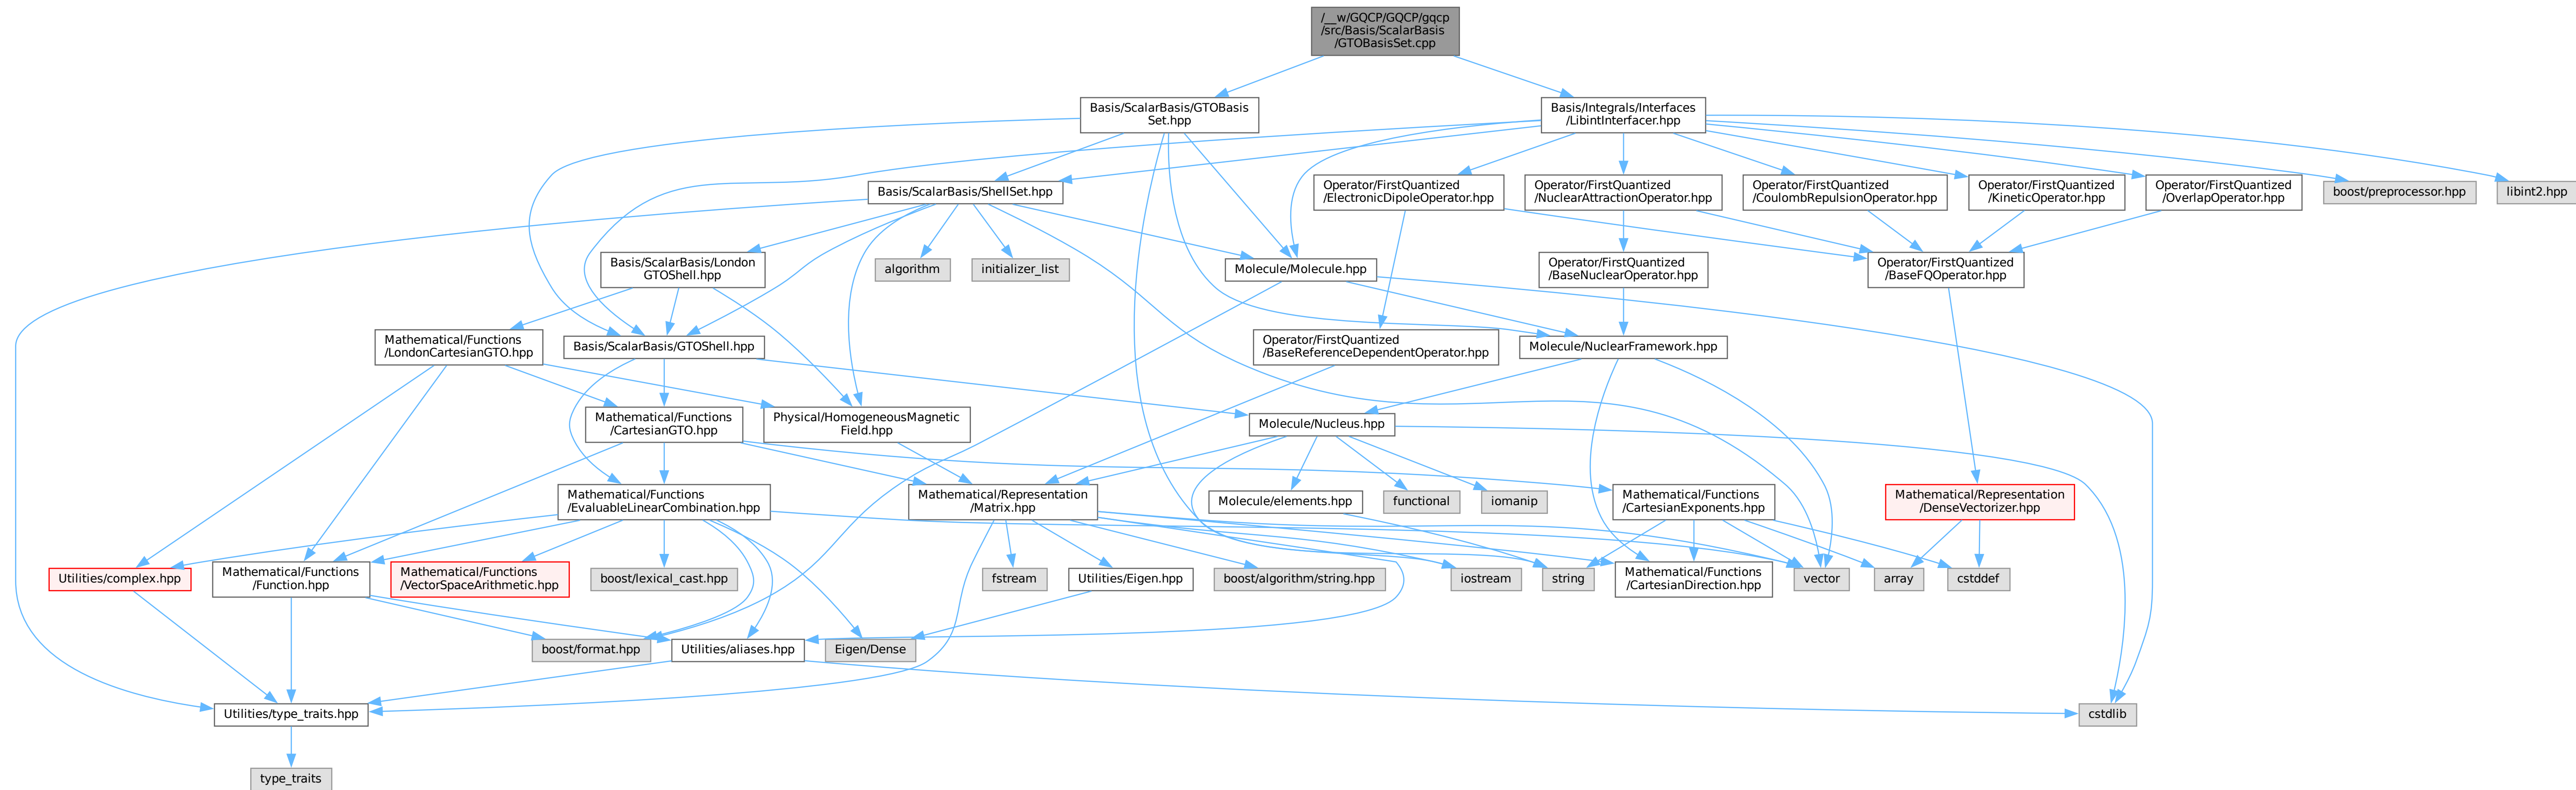 /__w/GQCP/GQCP/gqcp
/src/Basis/ScalarBasis
/GTOBasisSet.cpp
Basis/ScalarBasis/GTOBasis
Set.hpp
Basis/Integrals/Interfaces
/LibintInterfacer.hpp
Basis/ScalarBasis/ShellSet.hpp
Operator/FirstQuantized
/ElectronicDipoleOperator.hpp
Operator/FirstQuantized
/NuclearAttractionOperator.hpp
Operator/FirstQuantized
/CoulombRepulsionOperator.hpp
Operator/FirstQuantized
/KineticOperator.hpp
Operator/FirstQuantized
/OverlapOperator.hpp
boost/preprocessor.hpp
libint2.hpp
Basis/ScalarBasis/London
GTOShell.hpp
algorithm
initializer_list
Molecule/Molecule.hpp
Operator/FirstQuantized
/BaseNuclearOperator.hpp
Operator/FirstQuantized
/BaseFQOperator.hpp
Mathematical/Functions
/LondonCartesianGTO.hpp
Basis/ScalarBasis/GTOShell.hpp
Operator/FirstQuantized
/BaseReferenceDependentOperator.hpp
Molecule/NuclearFramework.hpp
Mathematical/Functions
/CartesianGTO.hpp
Physical/HomogeneousMagnetic
Field.hpp
Molecule/Nucleus.hpp
Mathematical/Functions
/EvaluableLinearCombination.hpp
Mathematical/Representation
/Matrix.hpp
Molecule/elements.hpp
functional
iomanip
Mathematical/Functions
/CartesianExponents.hpp
Mathematical/Representation
/DenseVectorizer.hpp
Utilities/complex.hpp
Mathematical/Functions
/Function.hpp
Mathematical/Functions
/VectorSpaceArithmetic.hpp
boost/lexical_cast.hpp
fstream
Utilities/Eigen.hpp
boost/algorithm/string.hpp
iostream
string
Mathematical/Functions
/CartesianDirection.hpp
vector
array
cstddef
boost/format.hpp
Utilities/aliases.hpp
Eigen/Dense
Utilities/type_traits.hpp
cstdlib
type_traits